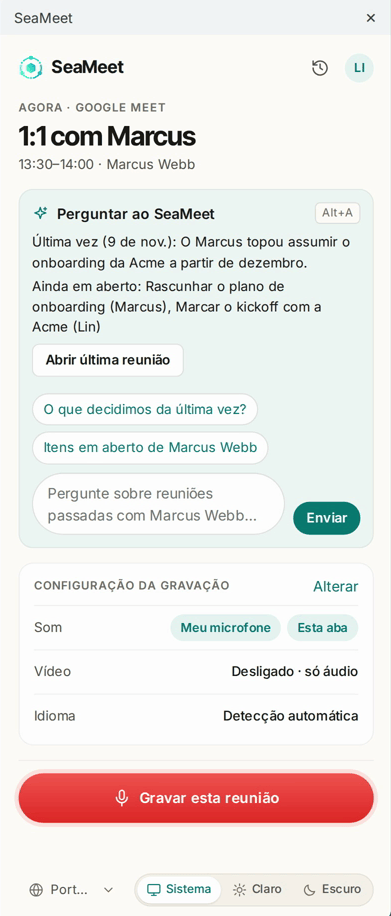 SeaMeet
SeaMeet
LI
AGORA · GOOGLE MEET
1:1 com Marcus
13:30–14:00 · Marcus Webb
Perguntar ao SeaMeet
Alt+A
Última vez (9 de nov.): O Marcus topou assumir o
onboarding da Acme a partir de dezembro.
Ainda em aberto: Rascunhar o plano de
onboarding (Marcus), Marcar o kickoff com a
Acme (Lin)
Abrir última reunião
O que decidimos da última vez?
Itens em aberto de Marcus Webb
Pergunte sobre reuniões
passadas com Marcus Webb...
Enviar
CONFIGURAÇÃO DA GRAVAÇÃO
Alterar
Som
Meu microfone
Esta aba
Vídeo
Desligado · só áudio
Idioma
Detecção automática
Gravar esta reunião
Port...
Sistema
Claro
Escuro